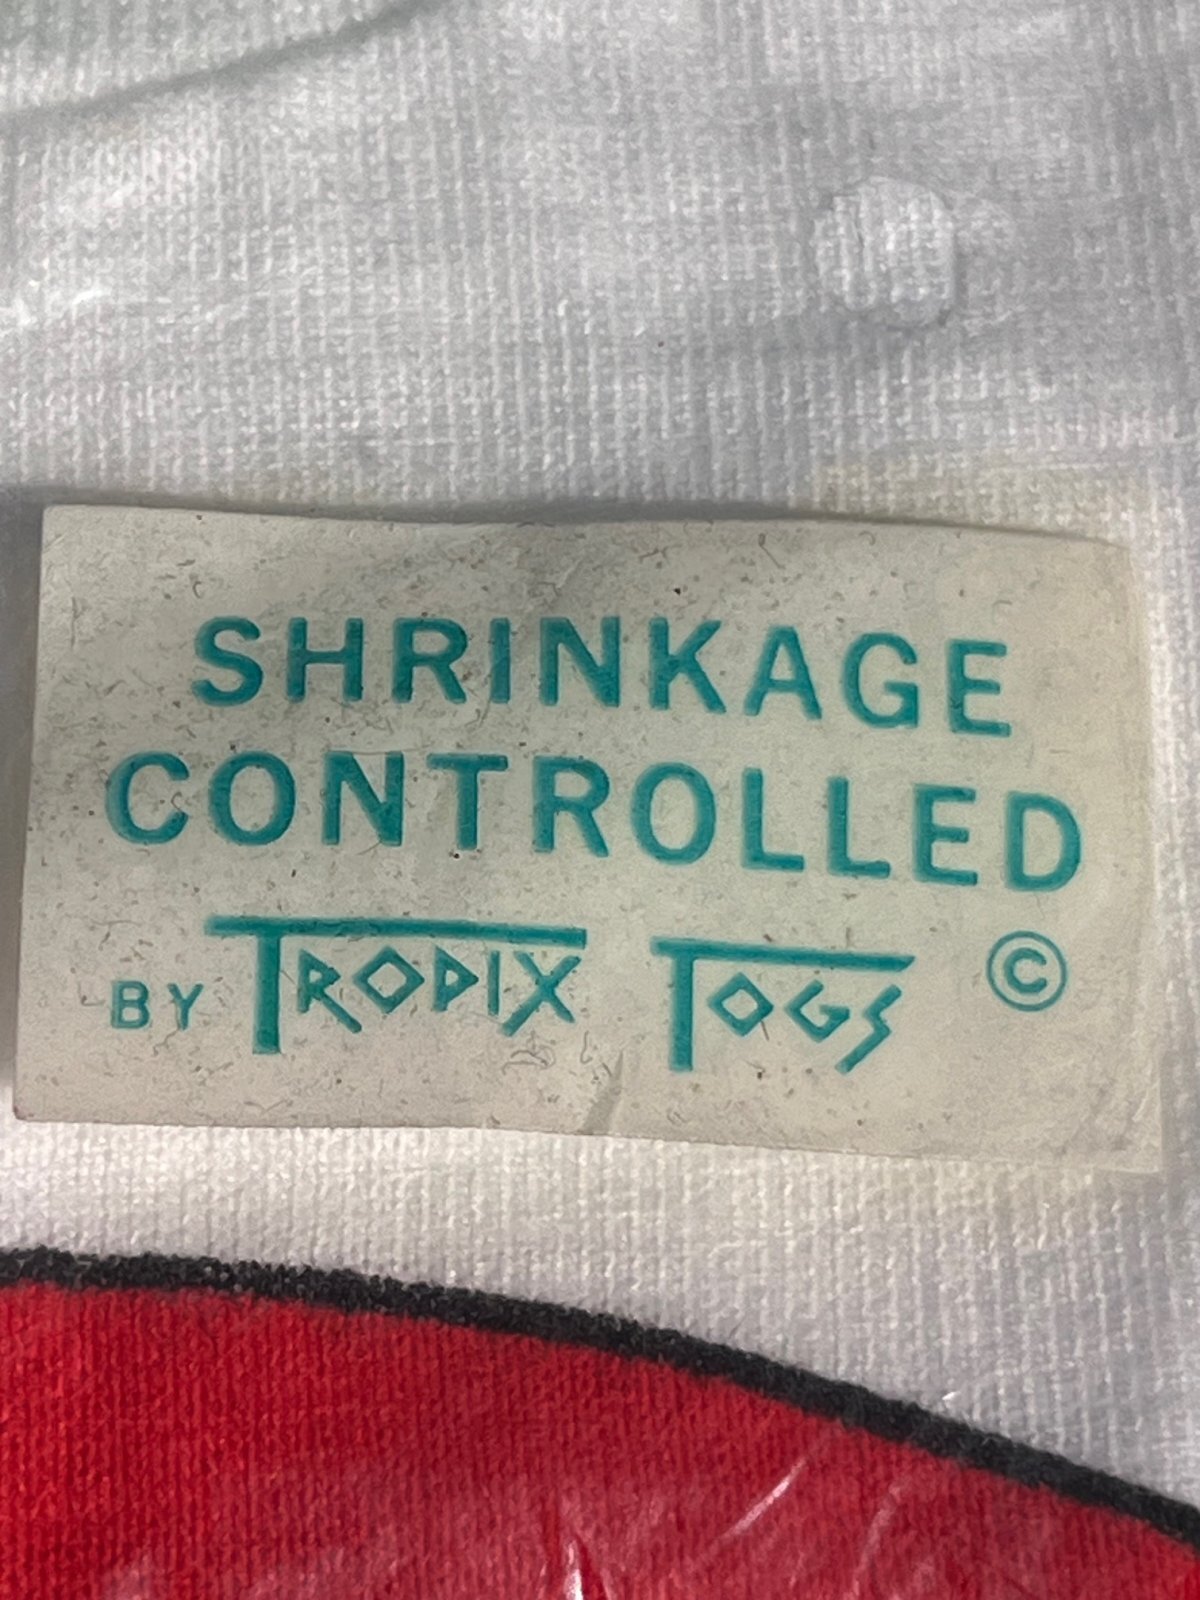 SHRINKAGE
CONTROLLED
BY TROPIX TOGS ©